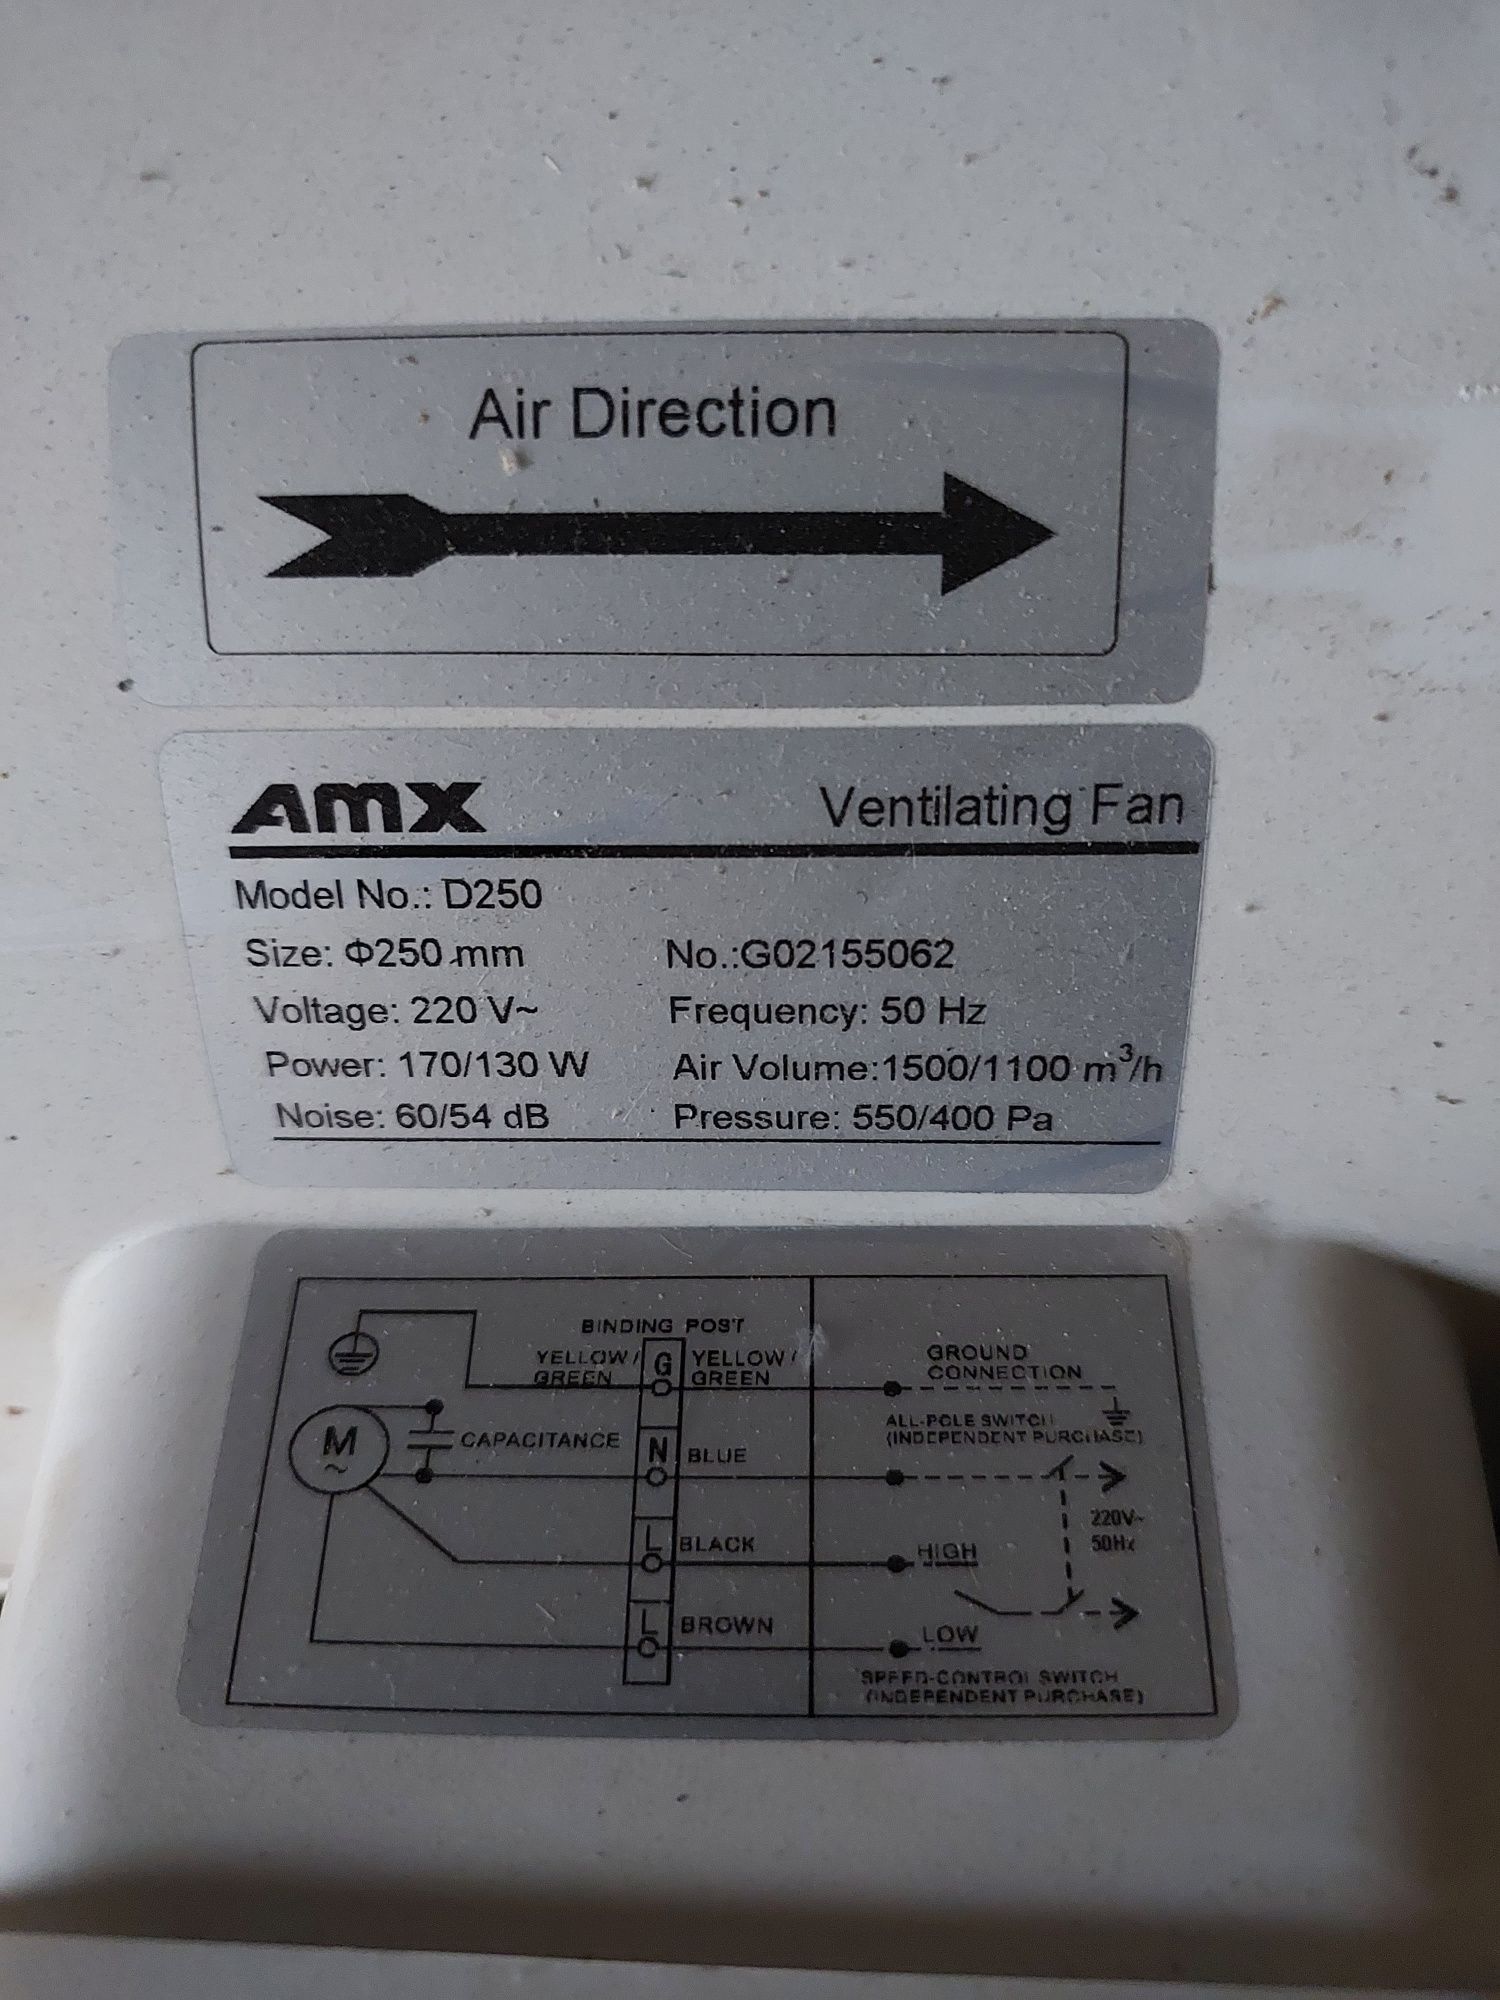 Air Direction
AMX Ventilating Fan
Model No.: D250
Size: Φ250 mm No.:G02155062
Voltage: 220 V~ Frequency: 50 Hz
Power: 170/130 W Air Volume:1500/1100 m³/h
Noise: 60/54 dB Pressure: 550/400 Pa
BINDING POST
YELLOW/ GREEN G YELLOW/ GREEN
GROUND CONNECTION
M ~
CAPACITANCE N BLUE
ALL-POLE SWITCH
(INDEPENDENT PURCHASE)
220V~
50Hz
L BLACK HIGH
L BROWN LOW
SPEED-CONTROL SWITCH
(INDEPENDENT PURCHASE)